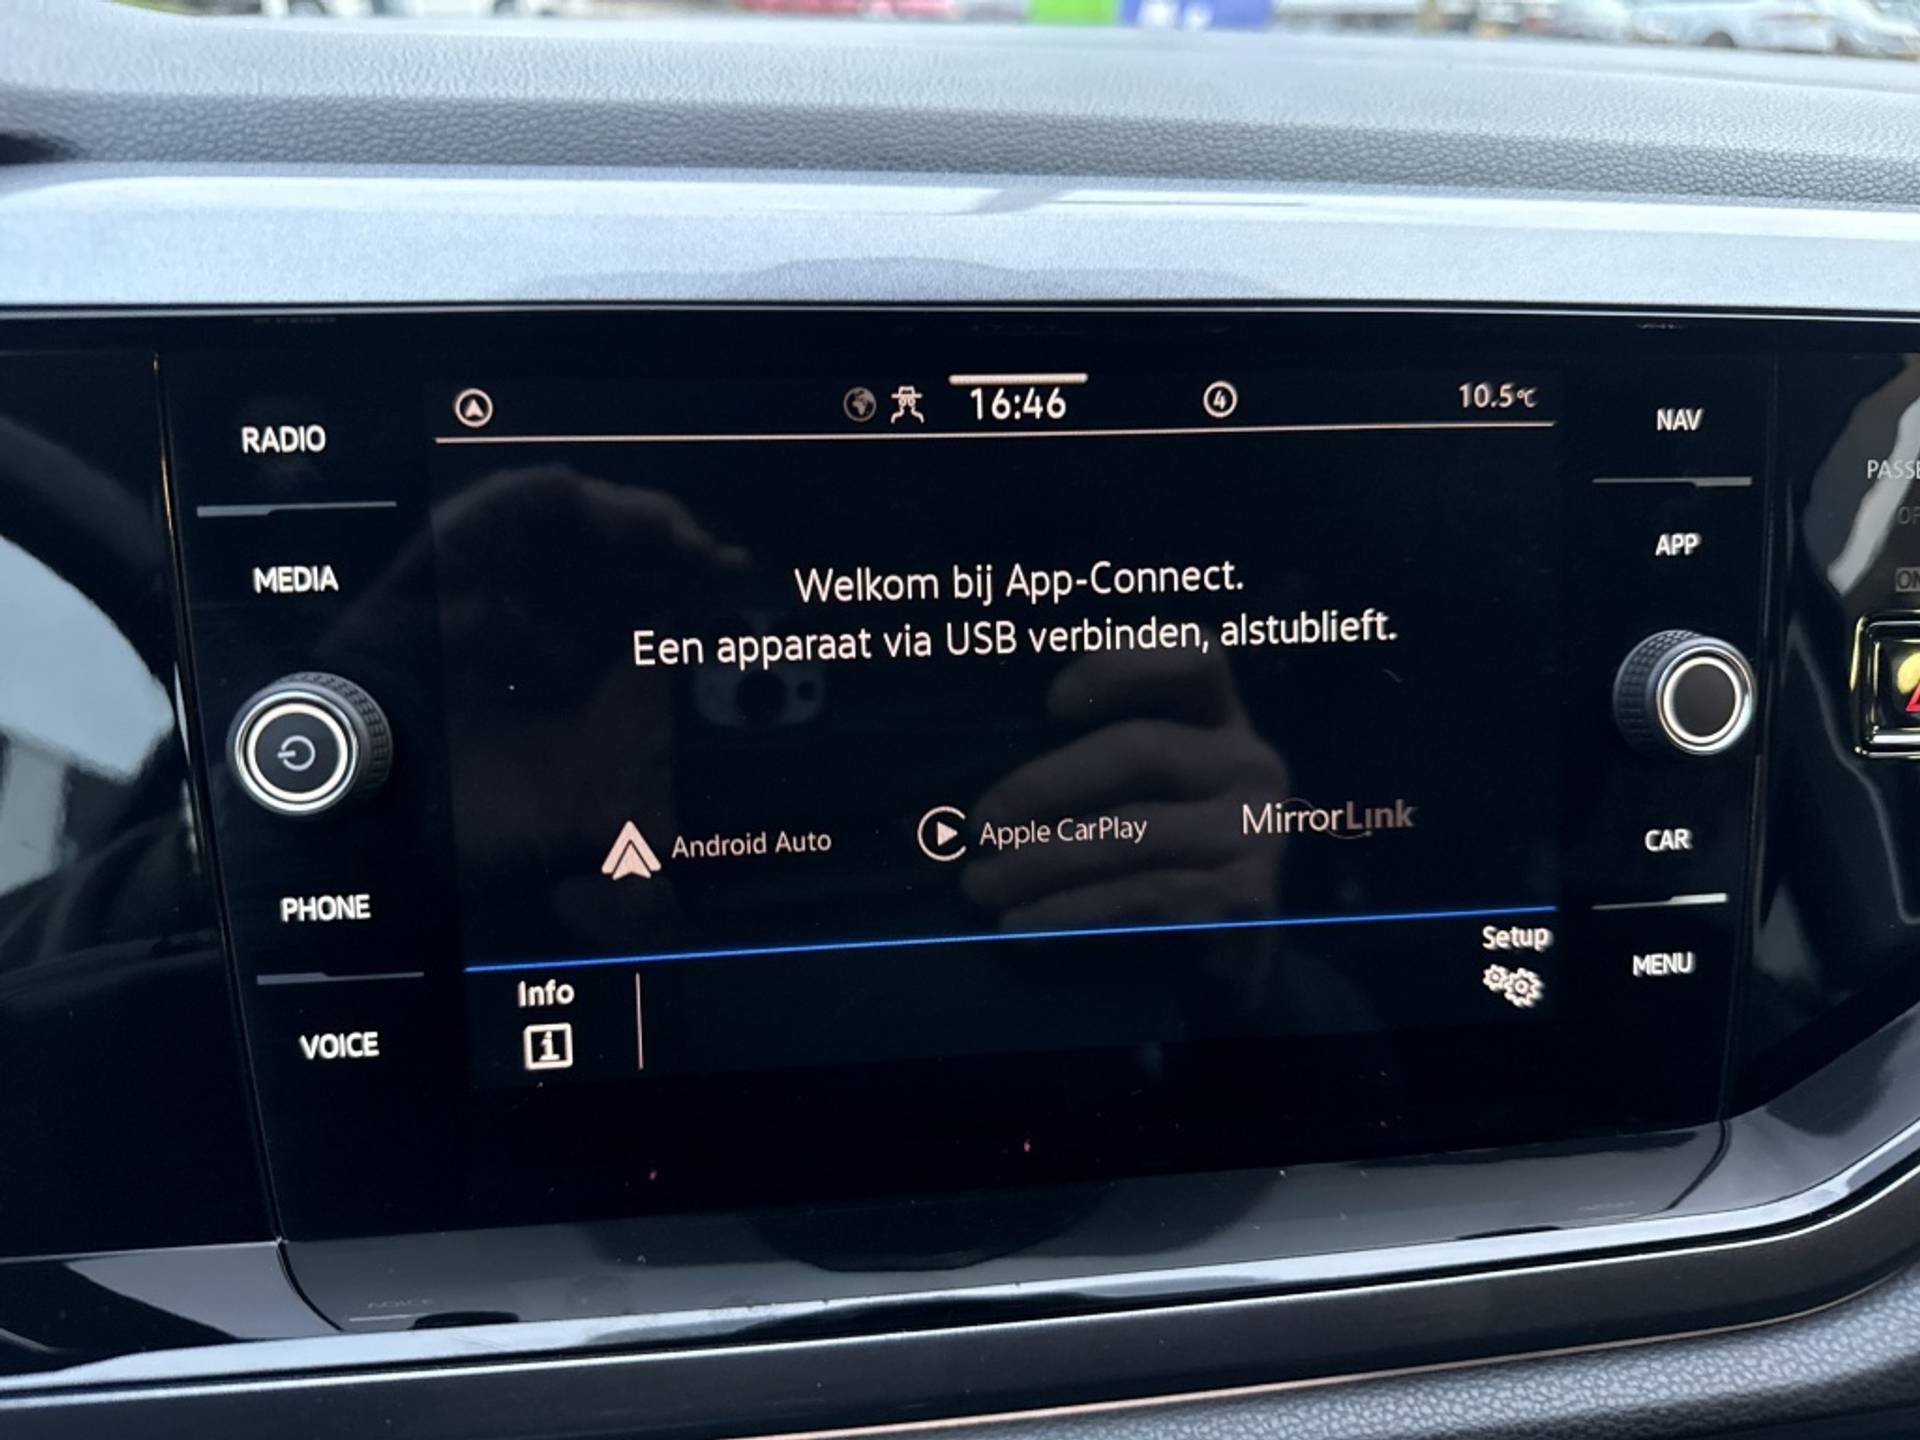 16:46
4
10.5°C
RADIO
MEDIA
PHONE
VOICE
Welkom bij App-Connect.
Een apparaat via USB verbinden, alstublieft.
Android Auto
Apple CarPlay
MirrorLink
Info
i
Setup
NAV
APP
CAR
MENU